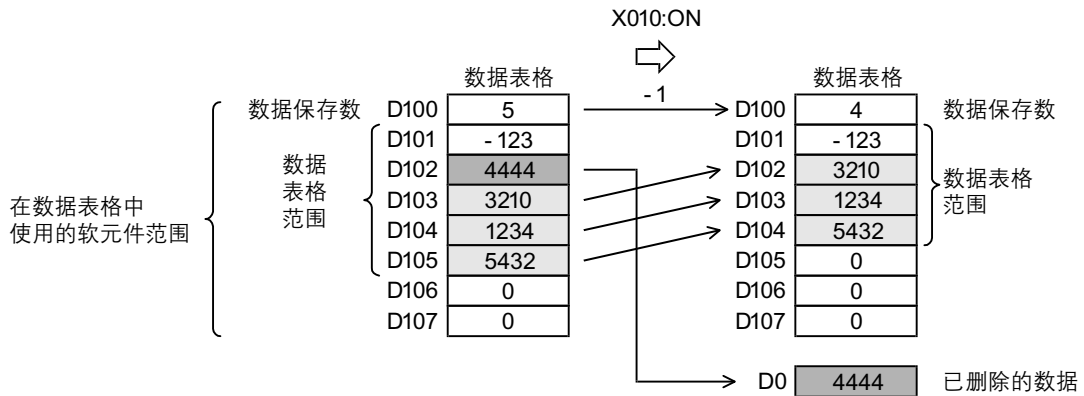 X010:ON
数据表格 数据表格
-1
数据保存数 D100 5 D100 4 数据保存数
D101 -123 D101 -123
数据 D102 4444 D102 3210
表格 D103 3210 D103 1234 数据表格
范围 D104 1234 D104 5432 范围
在数据表格中
使用的软元件范围
D105 5432 D105 0
D106 0 D106 0
D107 0 D107 0
D0 4444 已删除的数据